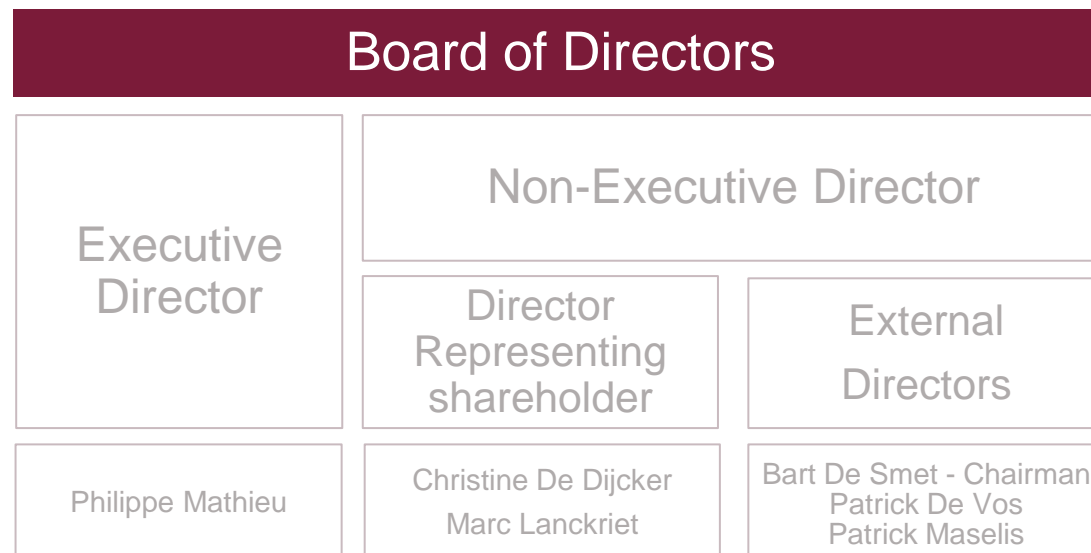 Board of Directors
Executive
Director
Non-Executive Director
Director
Representing
shareholder
External
Directors
Philippe Mathieu
Christine De Dijcker
Marc Lanckriet
Bart De Smet - Chairman
Patrick De Vos
Patrick Maselis